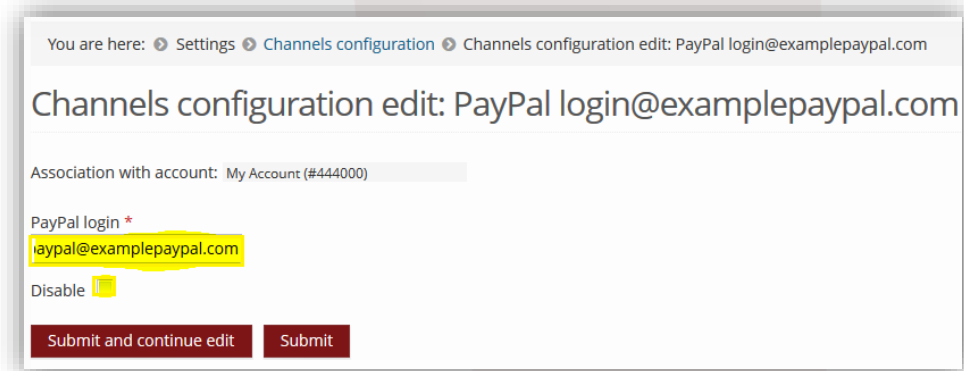 You are here: Settings Channels configuration Channels configuration edit: PayPal login@examplepaypal.com
Channels configuration edit: PayPal login@examplepaypal.com
Association with account: My Account (#444000)
PayPal login *
aypal@examplepaypal.com
Disable
Submit and continue edit Submit